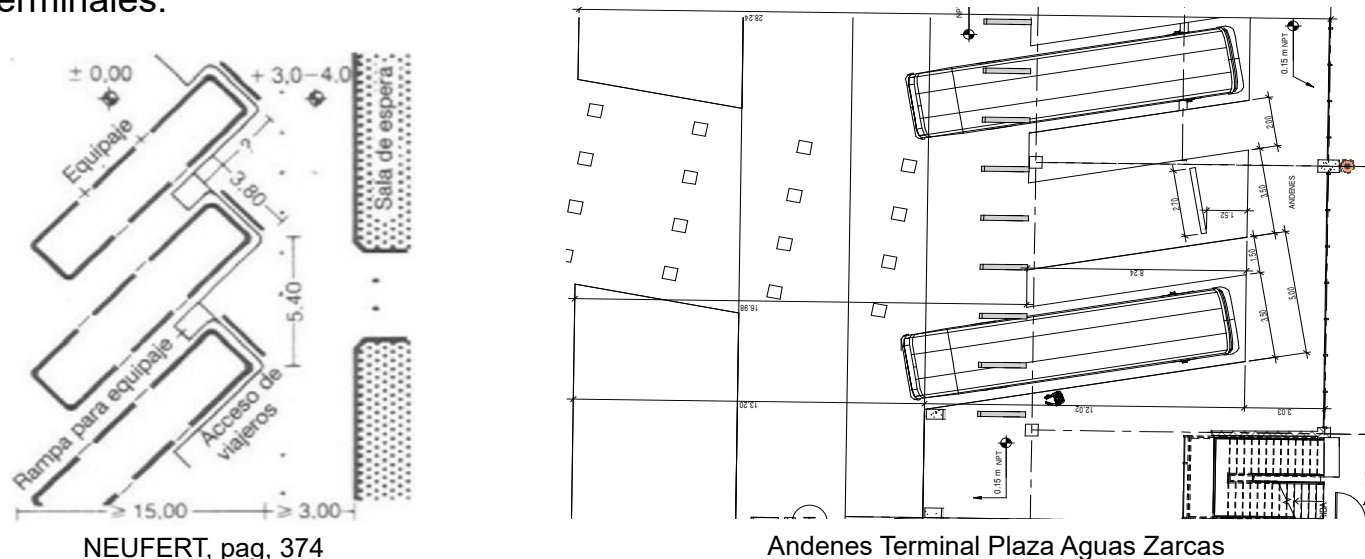 terminales.
± 0,00
+ 3,0–4,0
Equipaje
Sala de espera
?
3,80
5,40
Rampa para equipaje
Acceso de
viajeros
≥ 15,00
≥ 3,00
NEUFERT, pag, 374
28.24
NPT
0.15 m NPT
2.00
2.70
1.52
3.50
ANDENES
8.24
1.50
5.00
16.98
3.50
13.20
12.02
3.03
0.15 m NPT
Andenes Terminal Plaza Aguas Zarcas